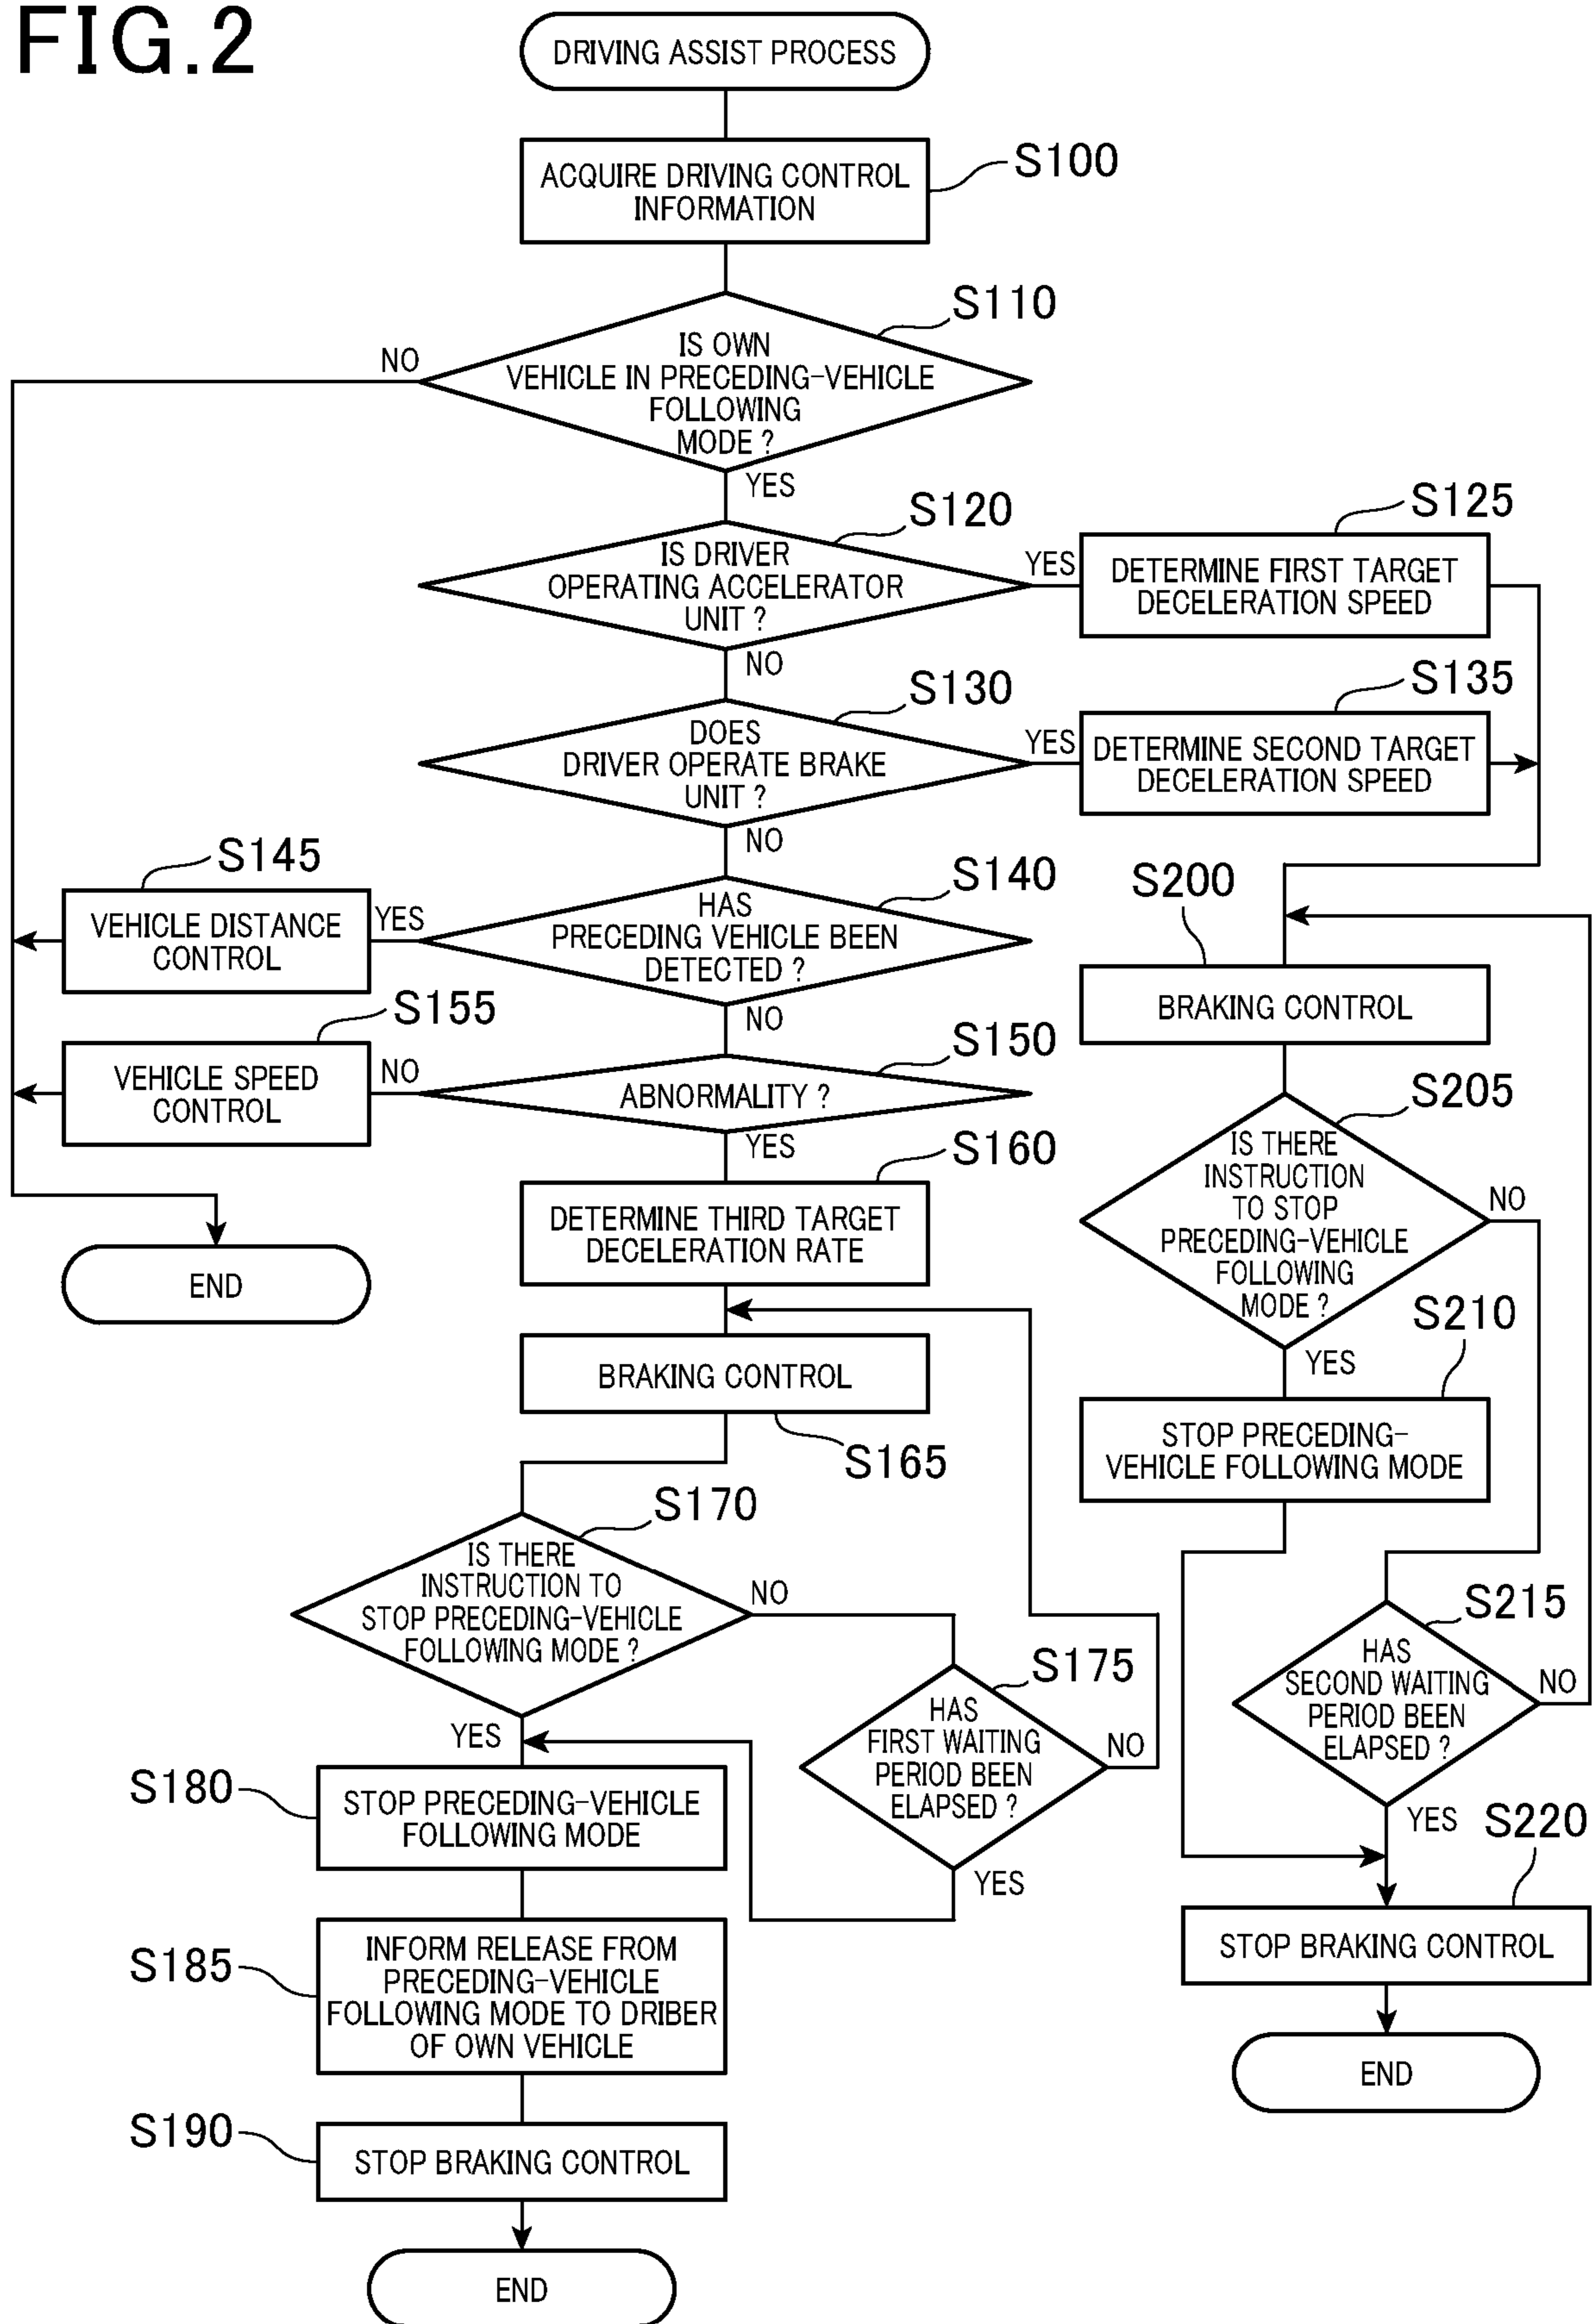 FIG.2
DRIVING ASSIST PROCESS
ACQUIRE DRIVING CONTROL
INFORMATION
S100
S110
IS OWN
VEHICLE IN PRECEDING-VEHICLE
FOLLOWING
MODE ?
NO
YES
S120
IS DRIVER
OPERATING ACCELERATOR
UNIT ?
YES
NO
S125
DETERMINE FIRST TARGET
DECELERATION SPEED
S130
DOES
DRIVER OPERATE BRAKE
UNIT ?
YES
NO
S135
DETERMINE SECOND TARGET
DECELERATION SPEED
S140
HAS
PRECEDING VEHICLE BEEN
DETECTED ?
YES
NO
S145
VEHICLE DISTANCE
CONTROL
S150
ABNORMALITY ?
NO
YES
S155
VEHICLE SPEED
CONTROL
END
S160
DETERMINE THIRD TARGET
DECELERATION RATE
BRAKING CONTROL
S165
S170
IS THERE
INSTRUCTION TO
STOP PRECEDING-VEHICLE
FOLLOWING MODE ?
NO
YES
S175
HAS
FIRST WAITING
PERIOD BEEN
ELAPSED ?
NO
YES
S180
STOP PRECEDING-VEHICLE
FOLLOWING MODE
S185
INFORM RELEASE FROM
PRECEDING-VEHICLE
FOLLOWING MODE TO DRIBER
OF OWN VEHICLE
S190
STOP BRAKING CONTROL
END
S200
BRAKING CONTROL
S205
IS THERE
INSTRUCTION
TO STOP
PRECEDING-VEHICLE
FOLLOWING
MODE ?
NO
YES
S210
STOP PRECEDING-
VEHICLE FOLLOWING MODE
S215
HAS
SECOND WAITING
PERIOD BEEN
ELAPSED ?
NO
YES
S220
STOP BRAKING CONTROL
END